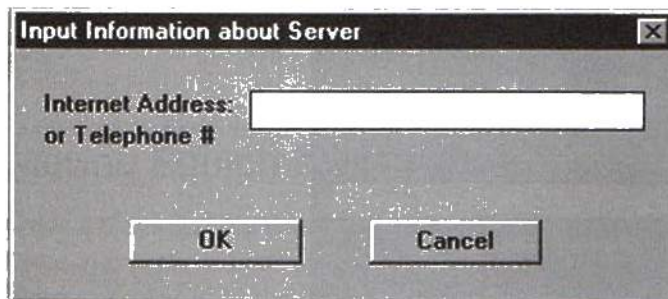 Input Information about Server
Internet Address:
or Telephone #
OK
Cancel